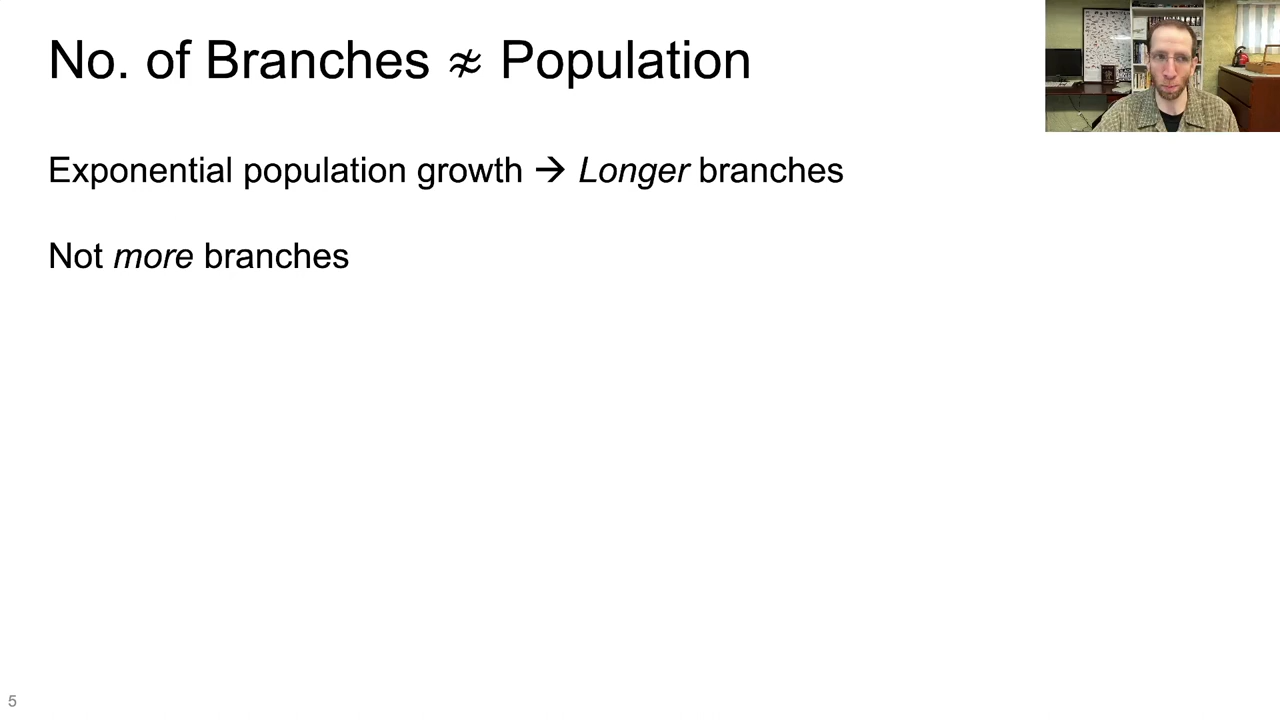 No. of Branches ≉ Population
Exponential population growth → Longer branches
Not more branches
5